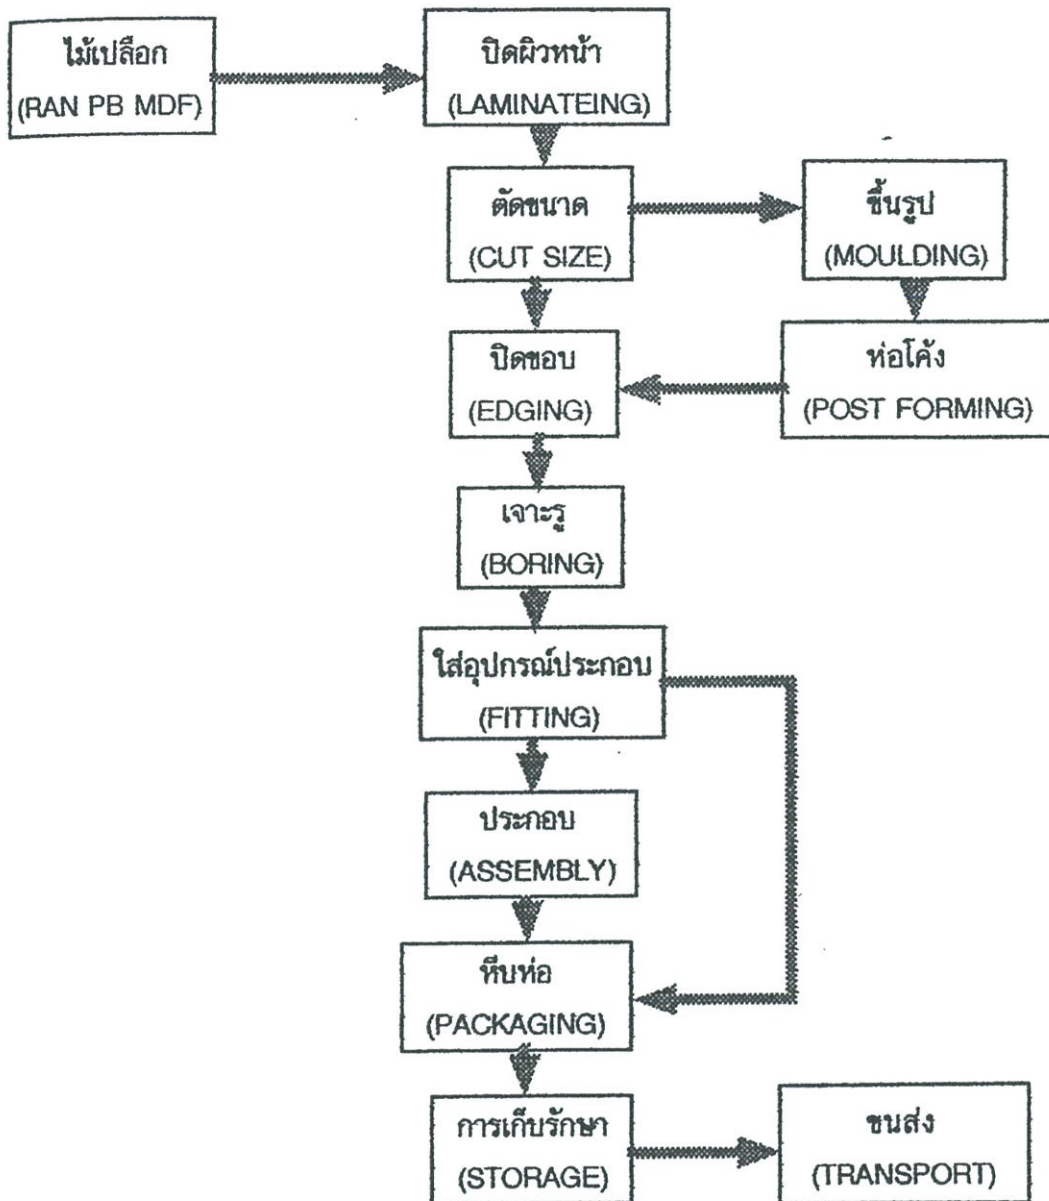 ไม้เปลือก
(RAN PB MDF)
ปิดผิวหน้า
(LAMINATEING)
ตัดขนาด
(CUT SIZE)
ขึ้นรูป
(MOULDING)
ปิดขอบ
(EDGING)
ห่อโค้ง
(POST FORMING)
เจาะรู
(BORING)
ใส่อุปกรณ์ประกอบ
(FITTING)
ประกอบ
(ASSEMBLY)
หีบห่อ
(PACKAGING)
การเก็บรักษา
(STORAGE)
ขนส่ง
(TRANSPORT)